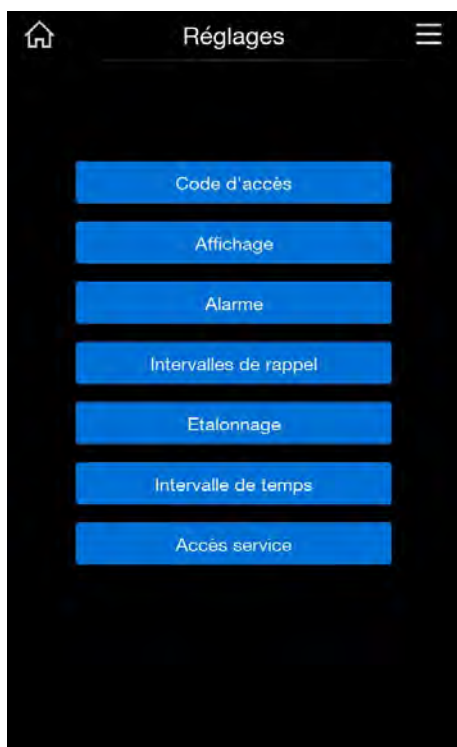 Réglages
Code d'accès
Affichage
Alarme
Intervalles de rappel
Etalonnage
Intervalle de temps
Accès service